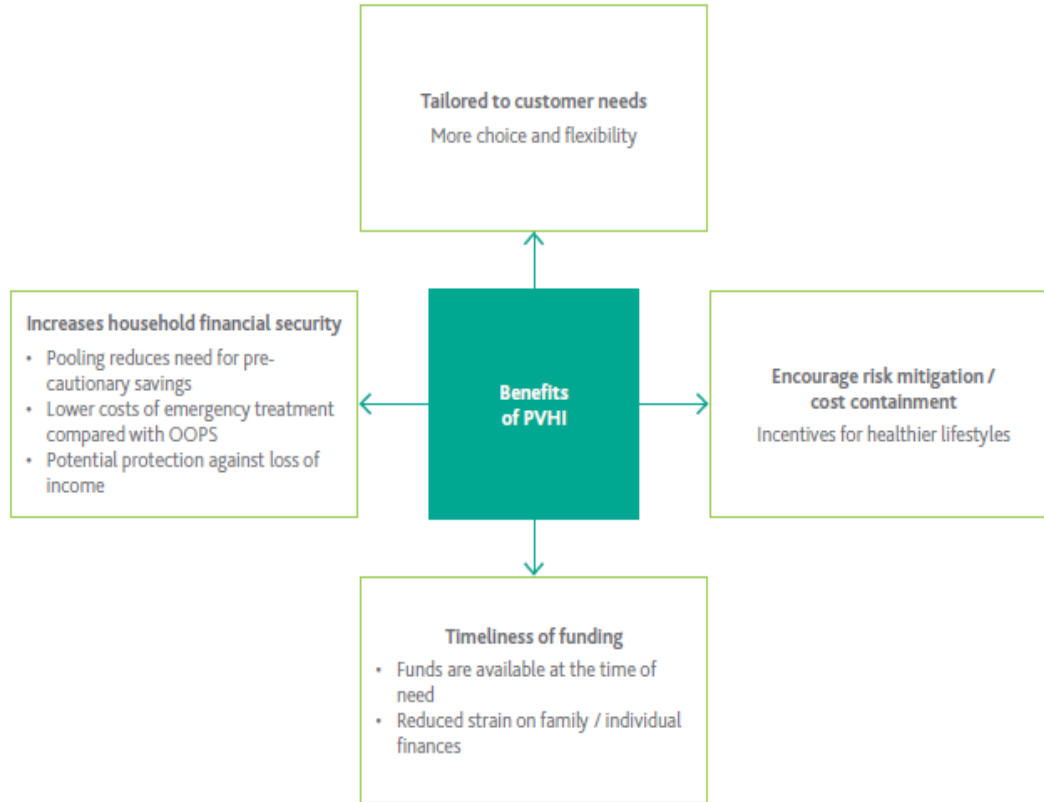 Tailored to customer needs
More choice and flexibility
Increases household financial security
• Pooling reduces need for pre-
cautionary savings
• Lower costs of emergency treatment
compared with OOPS
• Potential protection against loss of
income
Benefits
of PVHI
Encourage risk mitigation /
cost containment
Incentives for healthier lifestyles
Timeliness of funding
• Funds are available at the time of
need
• Reduced strain on family / individual
finances